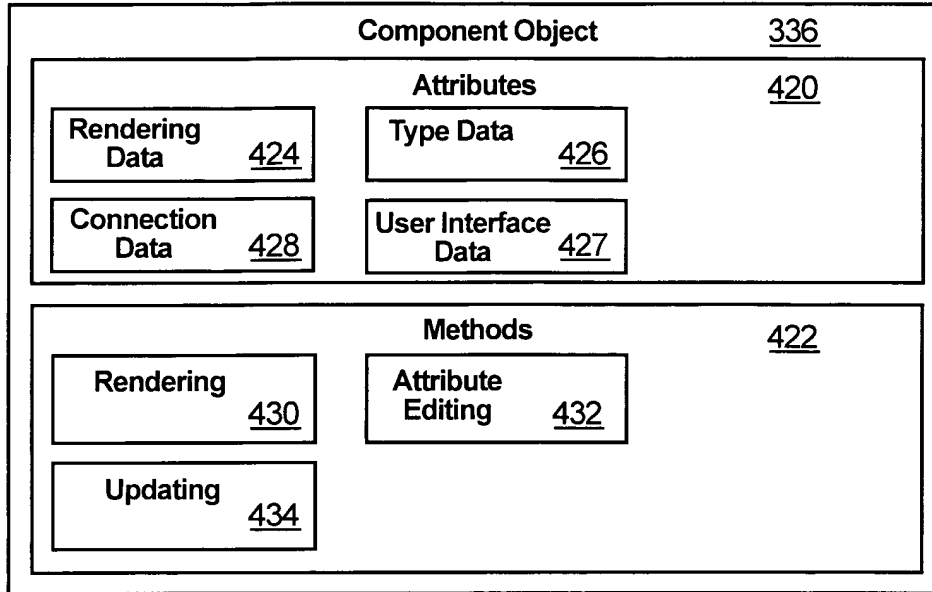 Component Object 336
Attributes 420
Rendering Data 424
Type Data 426
Connection Data 428
User Interface Data 427
Methods 422
Rendering 430
Attribute Editing 432
Updating 434